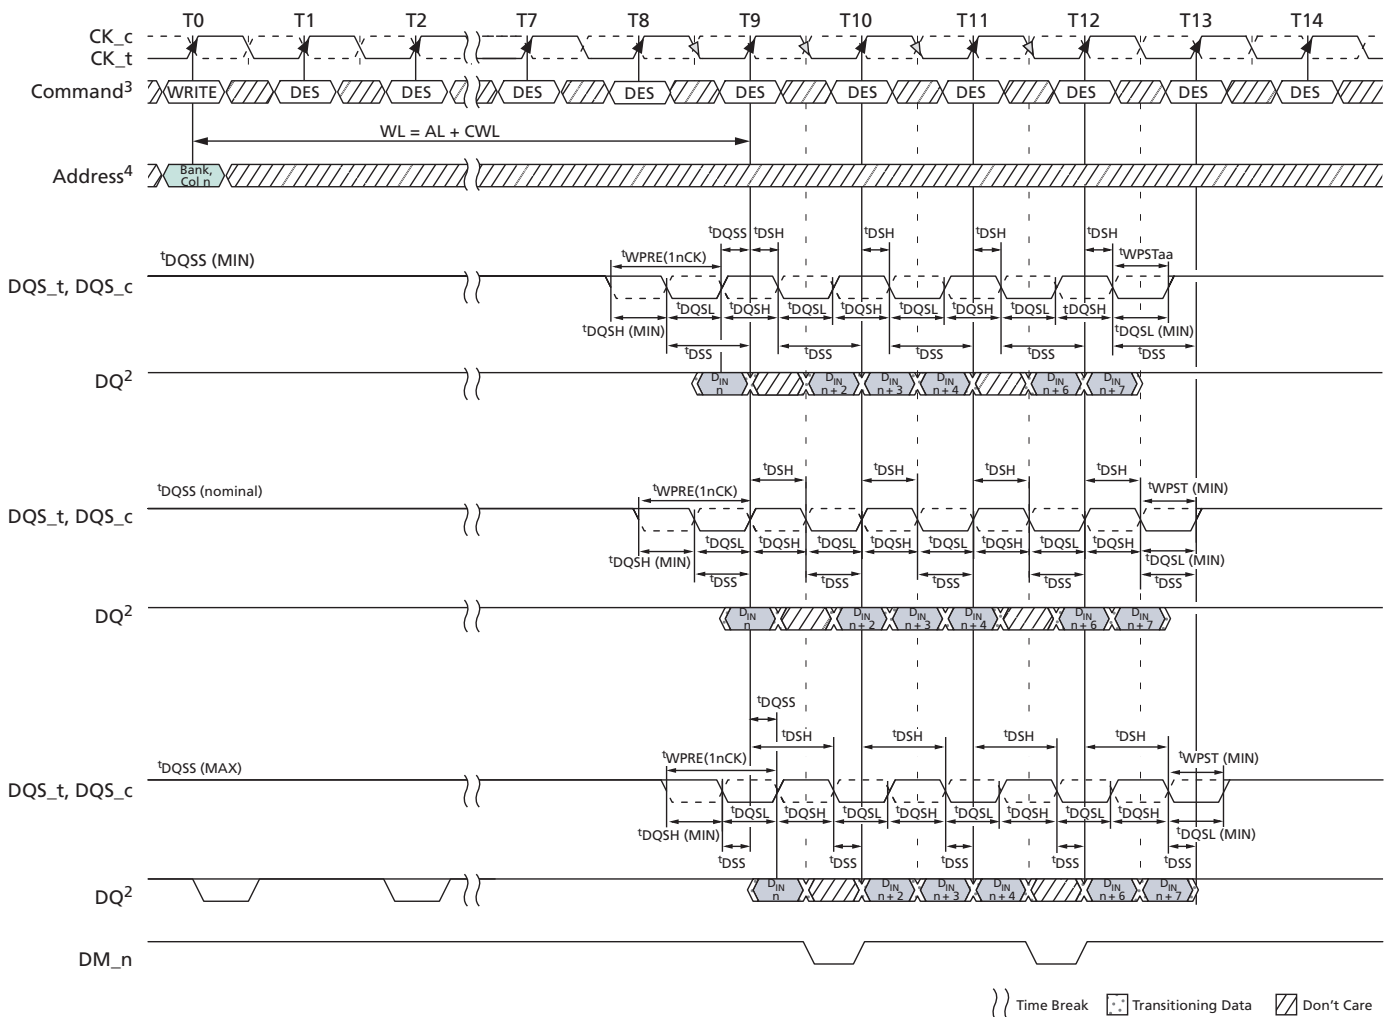 T0 T1 T2 T7 T8 T9 T10 T11 T12 T13 T14
CK_c
CK_t
Command³ WRITE DES DES DES DES DES DES DES DES DES DES
WL = AL + CWL
Address⁴ Bank, Col n
tDQSS tDSH tDSH tDSH tDSH
tDQSS (MIN) tWPRE(1nCK) tWPSTaa
DQS_t, DQS_c
tDQSL tDQSH tDQSL tDQSH tDQSL tDQSH tDQSL tDQSH
tDQSH (MIN) tDQSL (MIN)
tDSS tDSS tDSS tDSS tDSS
DQ² DIN n DIN n + 2 DIN n + 3 DIN n + 4 DIN n + 6 DIN n + 7
tDSH tDSH tDSH tDSH
tDQSS (nominal) tWPRE(1nCK) tWPST (MIN)
DQS_t, DQS_c
tDQSL tDQSH tDQSL tDQSH tDQSL tDQSH tDQSL tDQSH
tDQSH (MIN) tDQSL (MIN)
tDSS tDSS tDSS tDSS tDSS
DQ² DIN n DIN n + 2 DIN n + 3 DIN n + 4 DIN n + 6 DIN n + 7
tDQSS
tDSH tDSH tDSH tDSH
tDQSS (MAX) tWPRE(1nCK) tWPST (MIN)
DQS_t, DQS_c
tDQSL tDQSH tDQSL tDQSH tDQSL tDQSH tDQSL tDQSH
tDQSH (MIN) tDQSL (MIN)
tDSS tDSS tDSS tDSS tDSS
DQ² DIN n DIN n + 2 DIN n + 3 DIN n + 4 DIN n + 6 DIN n + 7
DM_n
Time Break Transitioning Data Don't Care